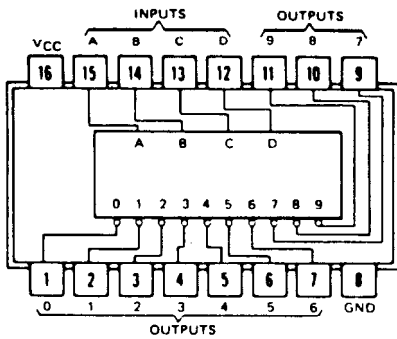 INPUTS OUTPUTS
VCC A B C D 9 8 7
16 15 14 13 12 11 10 9
A B C D
0 1 2 3 4 5 6 7 8 9
1 2 3 4 5 6 7 8
0 1 2 3 4 5 6 GND
OUTPUTS